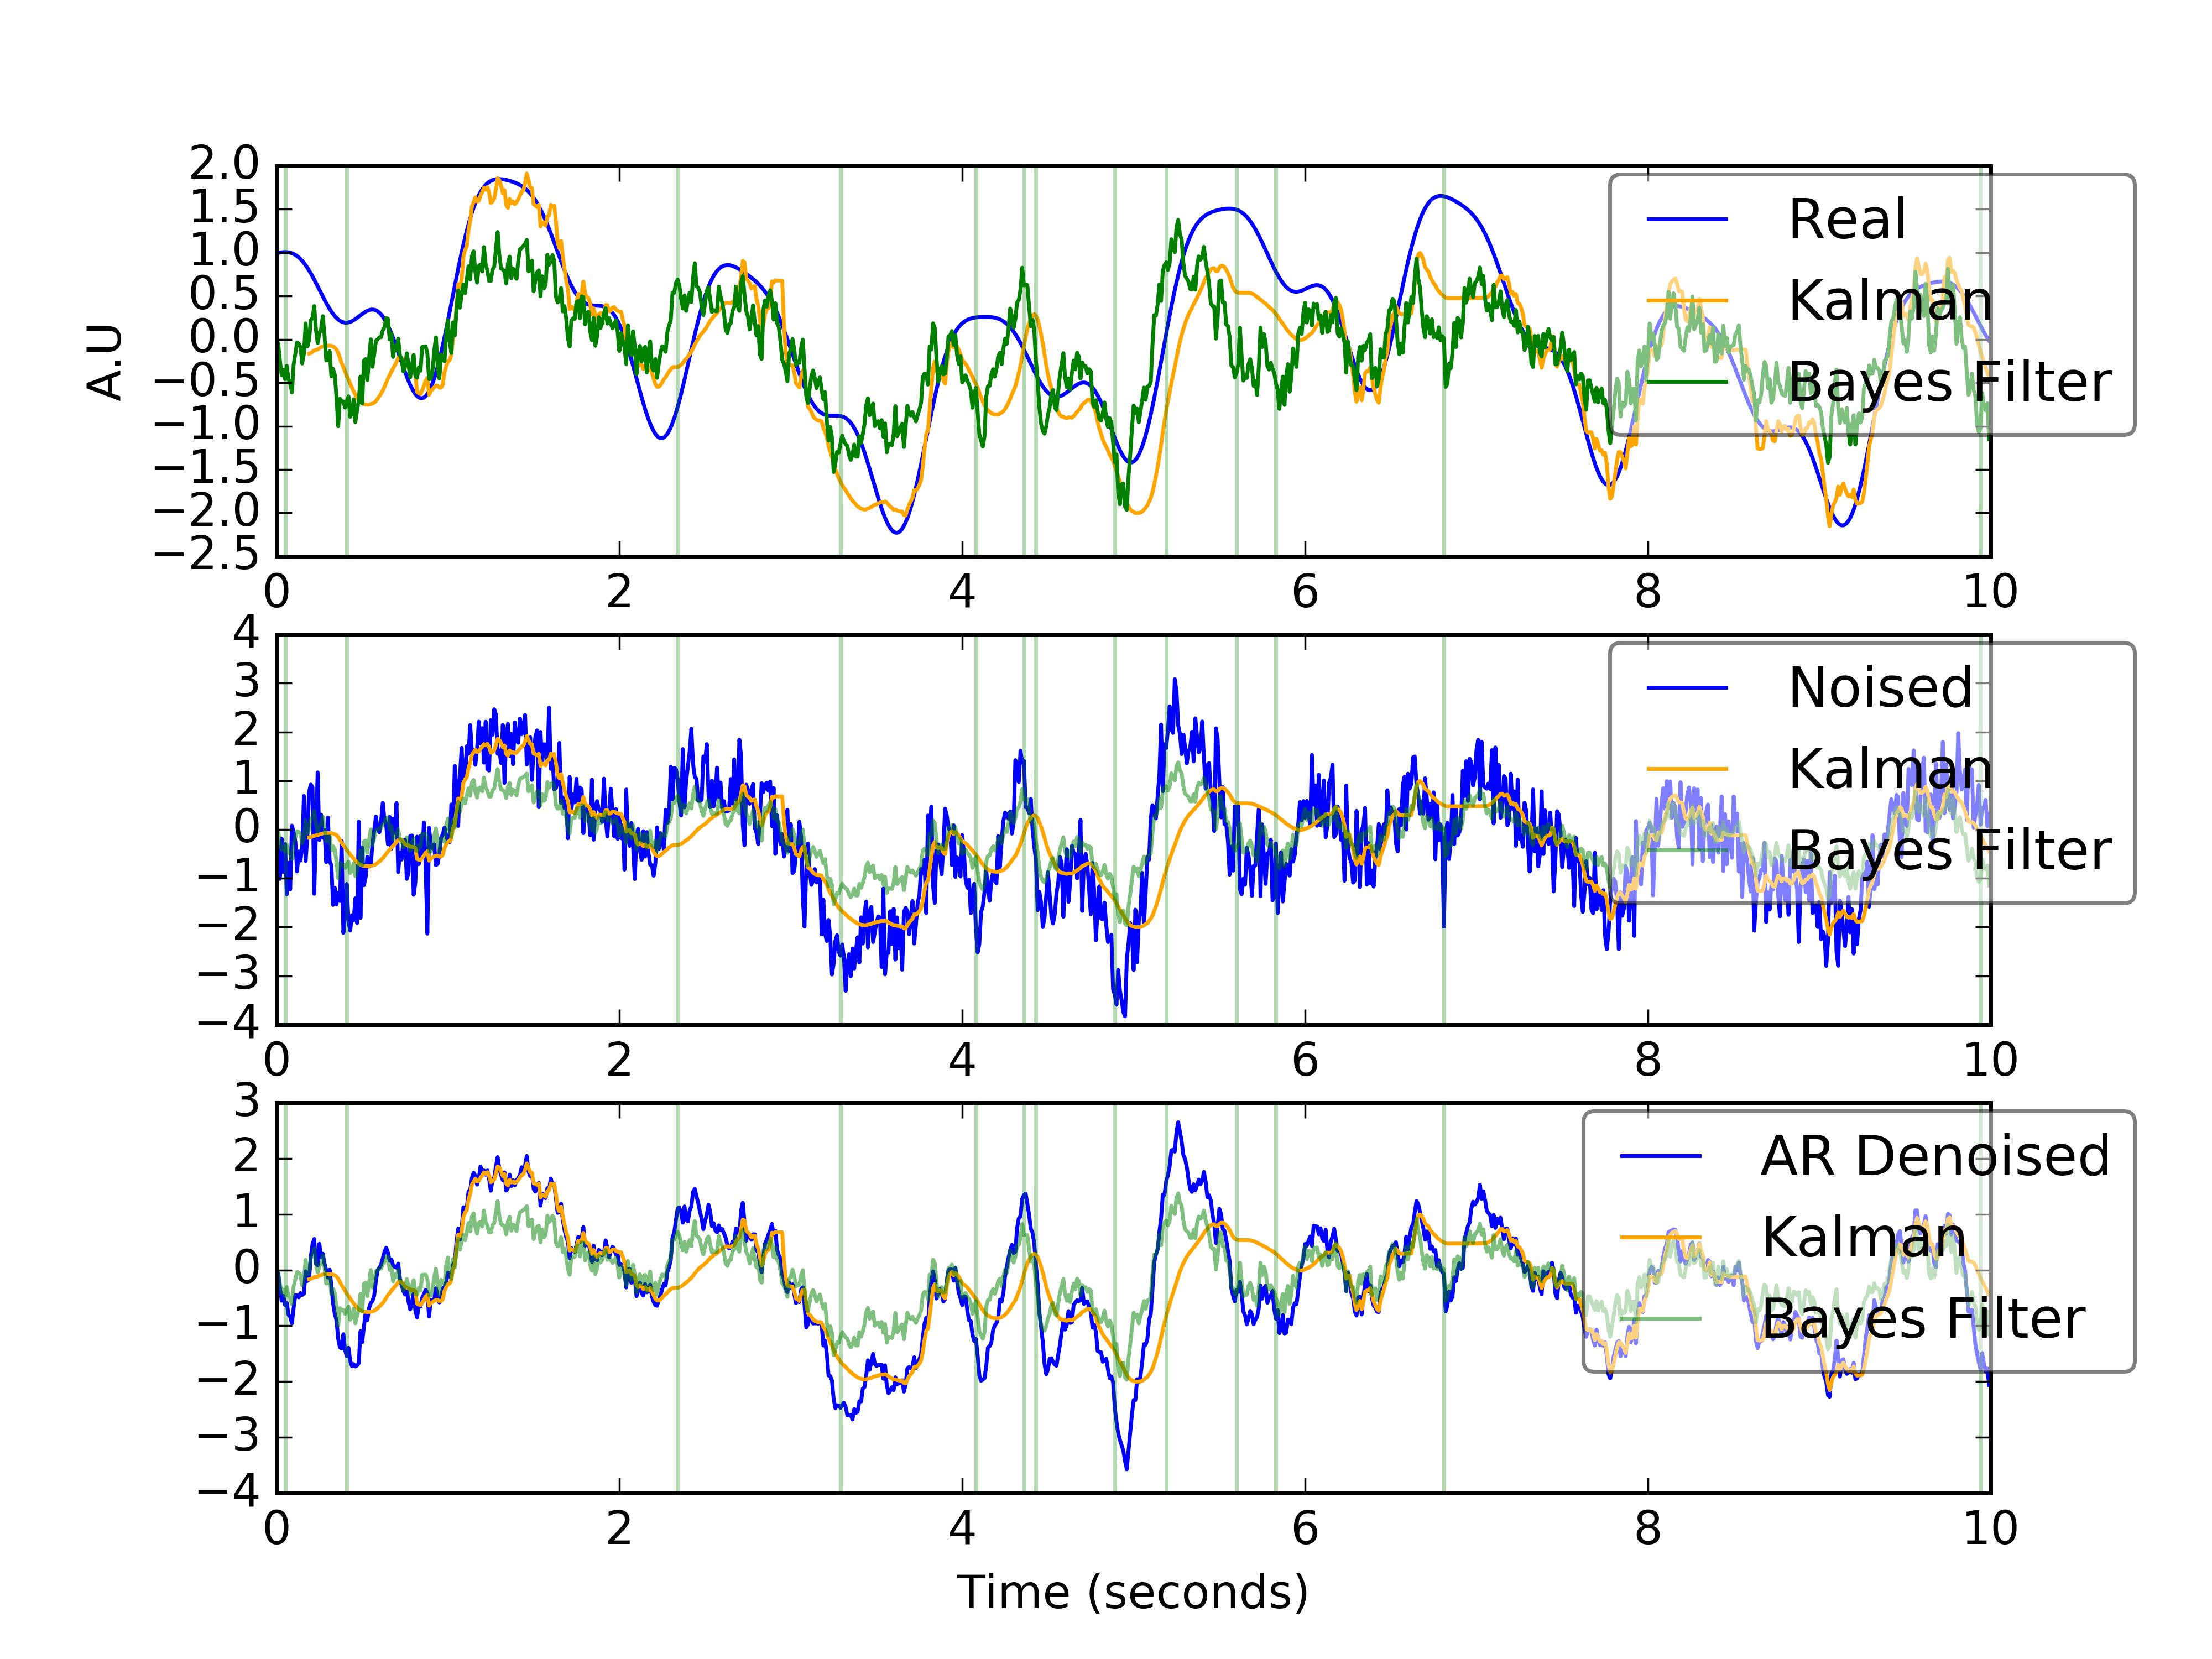 2.0
1.5
1.0
0.5
0.0
−0.5
−1.0
−1.5
−2.0
−2.5
A.U
0 2 4 6 8 10
Real
Kalman
Bayes Filter
4
3
2
1
0
−1
−2
−3
−4
0 2 4 6 8 10
Noised
Kalman
Bayes Filter
3
2
1
0
−1
−2
−3
−4
0 2 4 6 8 10
AR Denoised
Kalman
Bayes Filter
Time (seconds)